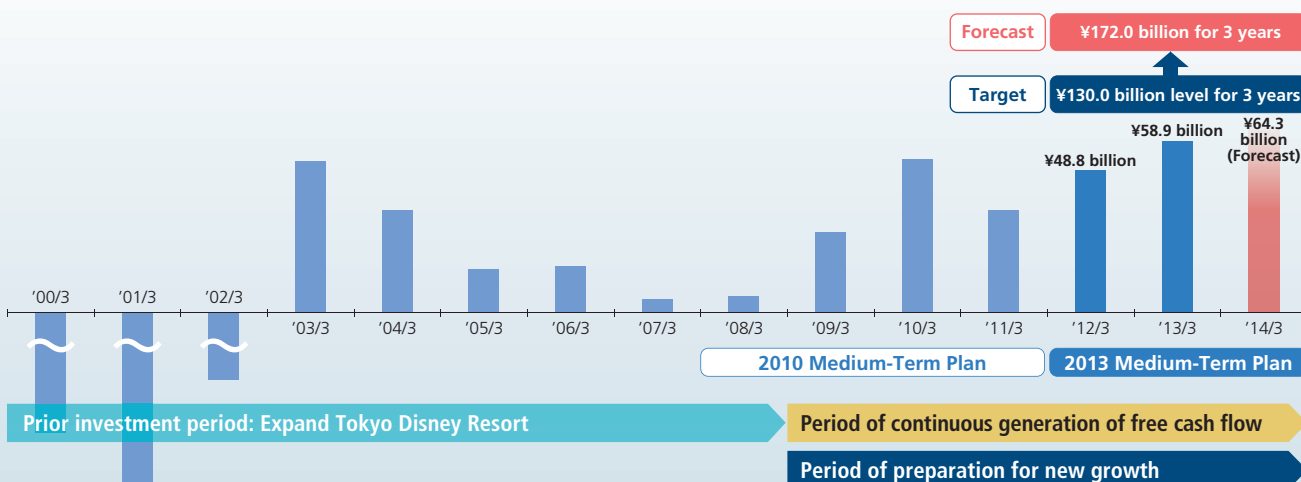 Forecast
¥172.0 billion for 3 years
Target
¥130.0 billion level for 3 years
¥48.8 billion
¥58.9 billion
¥64.3
billion
(Forecast)
’00/3
’01/3
’02/3
’03/3
’04/3
’05/3
’06/3
’07/3
’08/3
’09/3
’10/3
’11/3
’12/3
’13/3
’14/3
2010 Medium-Term Plan
2013 Medium-Term Plan
Prior investment period: Expand Tokyo Disney Resort
Period of continuous generation of free cash flow
Period of preparation for new growth